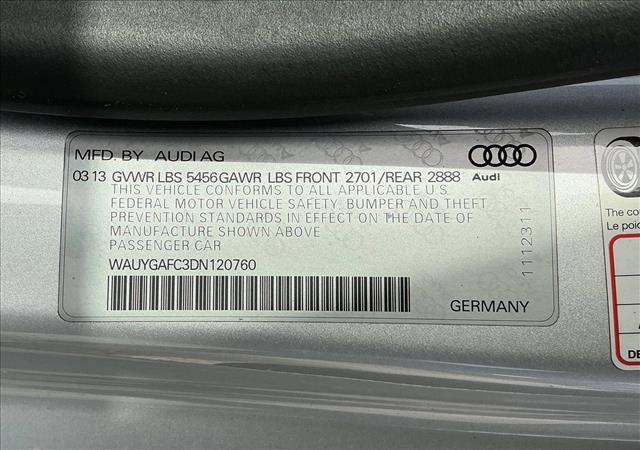 MFD. BY AUDI AG
03 13 GVWR LBS 5456 GAWR LBS FRONT 2701/REAR 2888 Audi
THIS VEHICLE CONFORMS TO ALL APPLICABLE U S
FEDERAL MOTOR VEHICLE SAFETY, BUMPER AND THEFT
PREVENTION STANDARDS IN EFFECT ON THE DATE OF
MANUFACTURE SHOWN ABOVE
PASSENGER CAR
WAUYGAFC3DN120760
GERMANY
1112311
The co
Le poid
DE